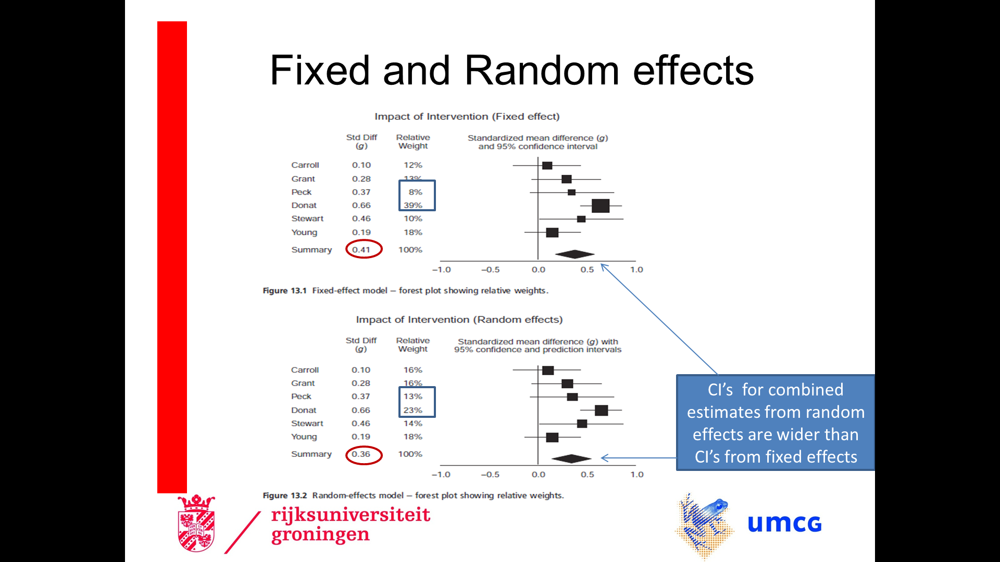 Fixed and Random effects
Impact of Intervention (Fixed effect)
Std Diff (g) Relative Weight Standardized mean difference (g) and 95% confidence interval
Carroll 0.10 12%
Grant 0.28 13%
Peck 0.37 8%
Donat 0.66 39%
Stewart 0.46 10%
Young 0.19 18%
Summary 0.41 100%
−1.0 −0.5 0.0 0.5 1.0
Figure 13.1 Fixed-effect model – forest plot showing relative weights.
Impact of Intervention (Random effects)
Std Diff (g) Relative Weight Standardized mean difference (g) with 95% confidence and prediction intervals
Carroll 0.10 16%
Grant 0.28 16%
Peck 0.37 13%
Donat 0.66 23%
Stewart 0.46 14%
Young 0.19 18%
Summary 0.36 100%
−1.0 −0.5 0.0 0.5 1.0
Figure 13.2 Random-effects model – forest plot showing relative weights.
CI's for combined
estimates from random
effects are wider than
CI's from fixed effects
rijksuniversiteit
groningen
umcg